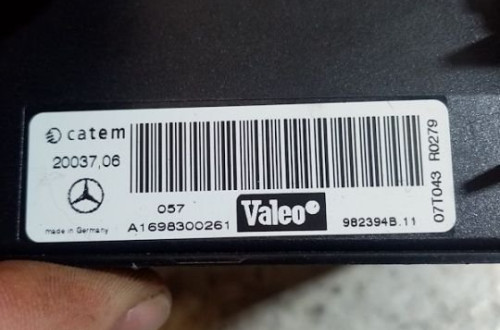 catem
20037,06
057
made in Germany
A1698300261
Valeo
982394B.11
07T043 R0279